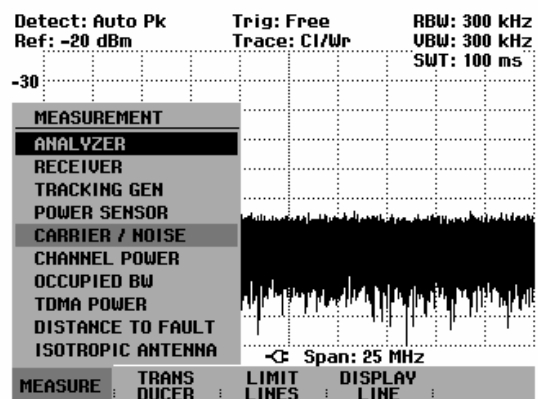 Detect: Auto Pk Trig: Free RBW: 300 kHz
Ref: -20 dBm Trace: Cl/Wr VBW: 300 kHz
SWT: 100 ms
-30
MEASUREMENT
ANALYZER
RECEIVER
TRACKING GEN
POWER SENSOR
CARRIER / NOISE
CHANNEL POWER
OCCUPIED BW
TDMA POWER
DISTANCE TO FAULT
ISOTROPIC ANTENNA
Span: 25 MHz
MEASURE TRANS DUCER LIMIT LINES DISPLAY LINE